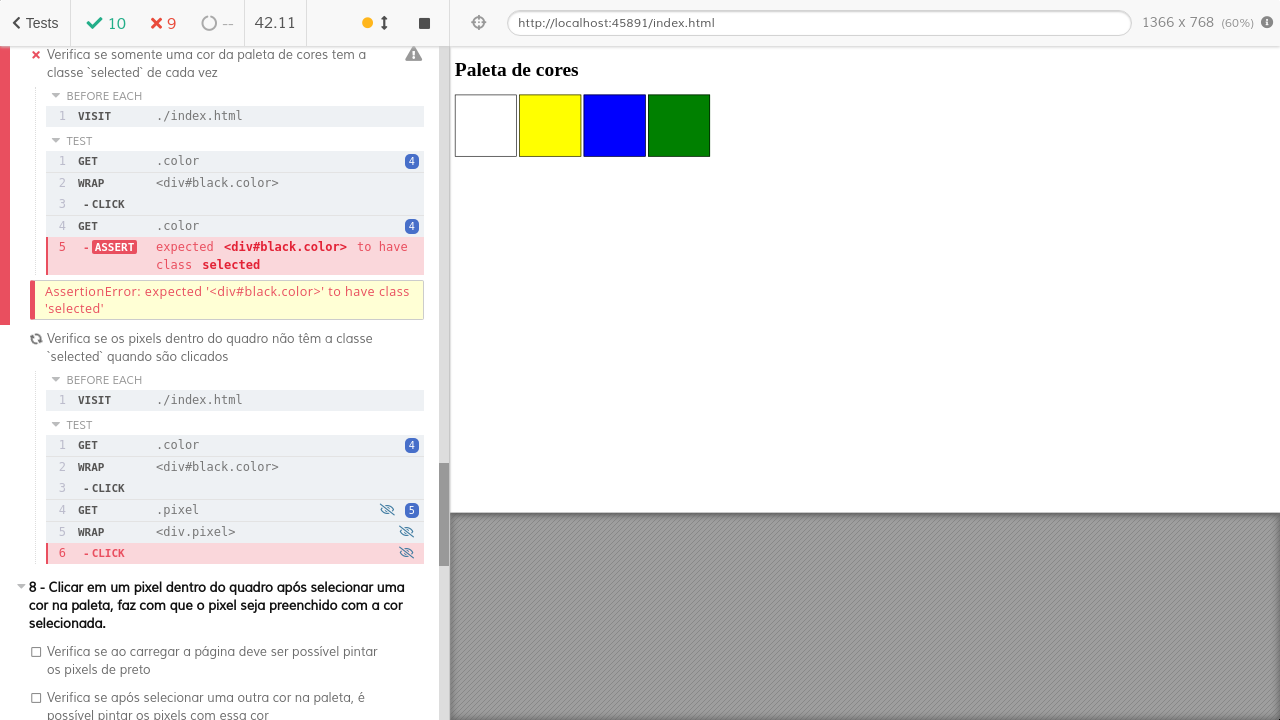 Tests
10
9
--
42.11
http://localhost:45891/index.html
1366 x 768 (60%)
Verifica se somente uma cor da paleta de cores tem a
classe `selected` de cada vez
BEFORE EACH
1 VISIT ./index.html
TEST
1 GET .color 4
2 WRAP <div#black.color>
3 -CLICK
4 GET .color 4
5 -ASSERT expected <div#black.color> to have
class selected
AssertionError: expected '<div#black.color>' to have class
'selected'
Verifica se os pixels dentro do quadro não têm a classe
`selected` quando são clicados
BEFORE EACH
1 VISIT ./index.html
TEST
1 GET .color 4
2 WRAP <div#black.color>
3 -CLICK
4 GET .pixel 5
5 WRAP <div.pixel>
6 -CLICK
8 - Clicar em um pixel dentro do quadro após selecionar uma
cor na paleta, faz com que o pixel seja preenchido com a cor
selecionada.
Verifica se ao carregar a página deve ser possível pintar
os pixels de preto
Verifica se após selecionar uma outra cor na paleta, é
possível pintar os pixels com essa cor
Paleta de cores